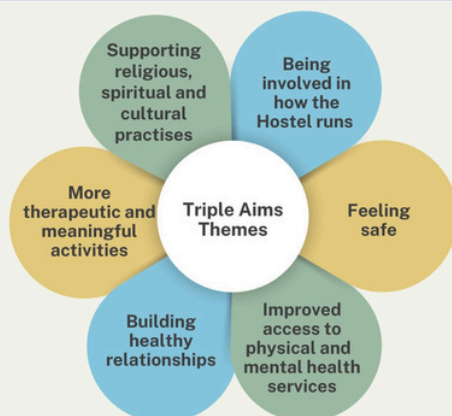 Supporting
religious,
spiritual and
cultural
practises
Being
involved in
how the
Hostel runs
More
therapeutic and
meaningful
activities
Triple Aims
Themes
Feeling
safe
Building
healthy
relationships
Improved
access to
physical and
mental health
services